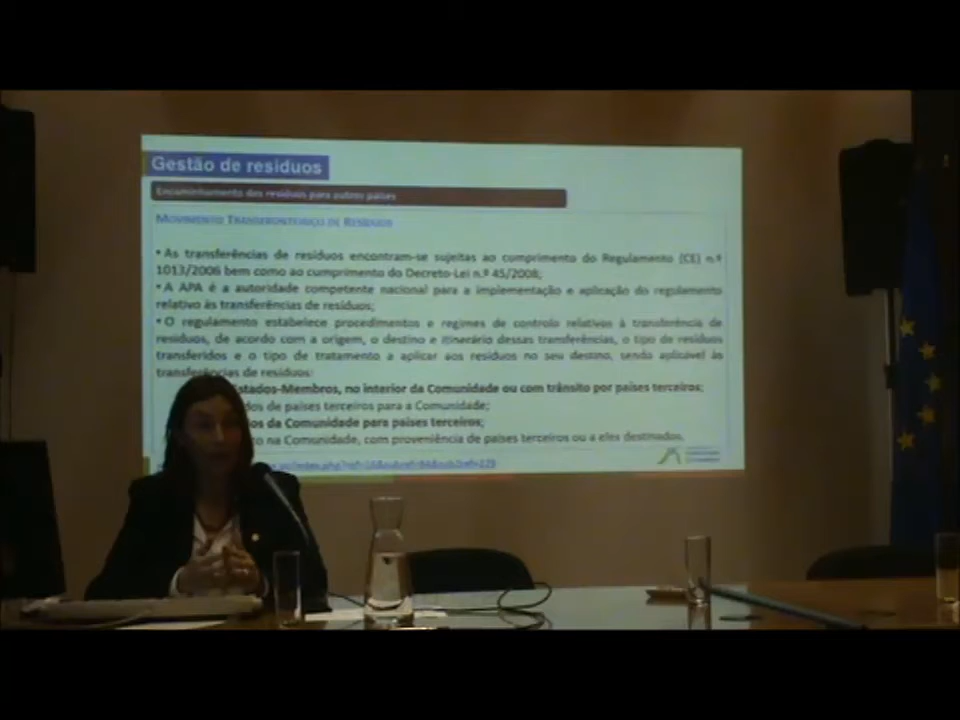 Gestão de resíduos
Encaminhamento dos resíduos para outros países
MOVIMENTO TRANSFRONTEIRIÇO DE RESÍDUOS
• As transferências de resíduos encontram-se sujeitas ao cumprimento do Regulamento (CE) n.º
1013/2006 bem como ao cumprimento do Decreto-Lei n.º 45/2008;
• A APA é a autoridade competente nacional para a implementação e aplicação do regulamento
relativo às transferências de resíduos;
• O regulamento estabelece procedimentos e regimes de controlo relativos à transferência de
resíduos, de acordo com a origem, o destino e itinerário dessas transferências, o tipo de resíduos
transferidos e o tipo de tratamento a aplicar aos resíduos no seu destino, sendo aplicável às
transferências de resíduos:
Estados-Membros, no interior da Comunidade ou com trânsito por países terceiros;
dos de países terceiros para a Comunidade;
os da Comunidade para países terceiros;
na Comunidade, com proveniência de países terceiros ou a eles destinados.